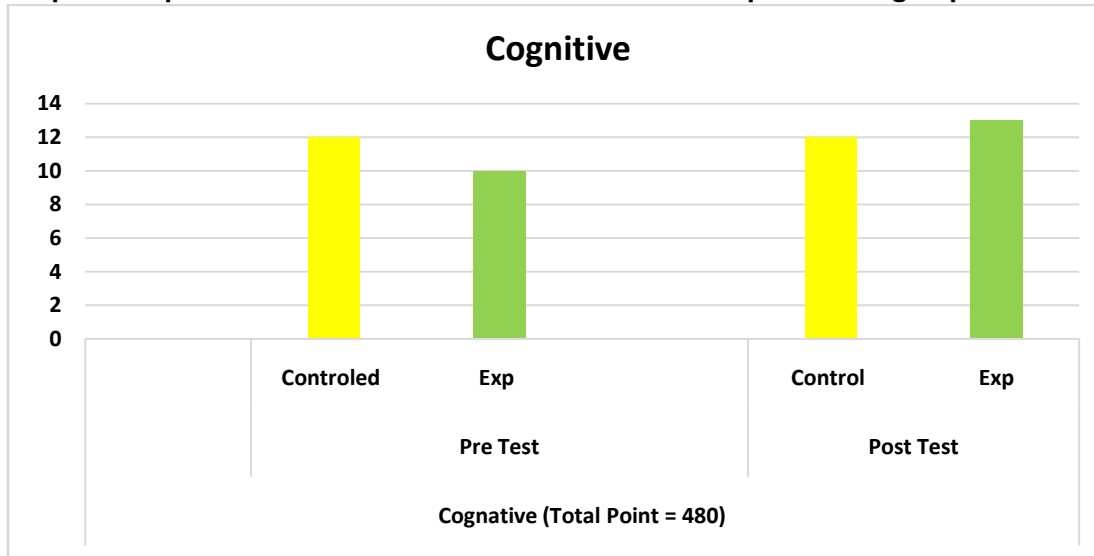 Cognitive
14
12
10
8
6
4
2
0
Controled Exp Control Exp
Pre Test Post Test
Cognative (Total Point = 480)